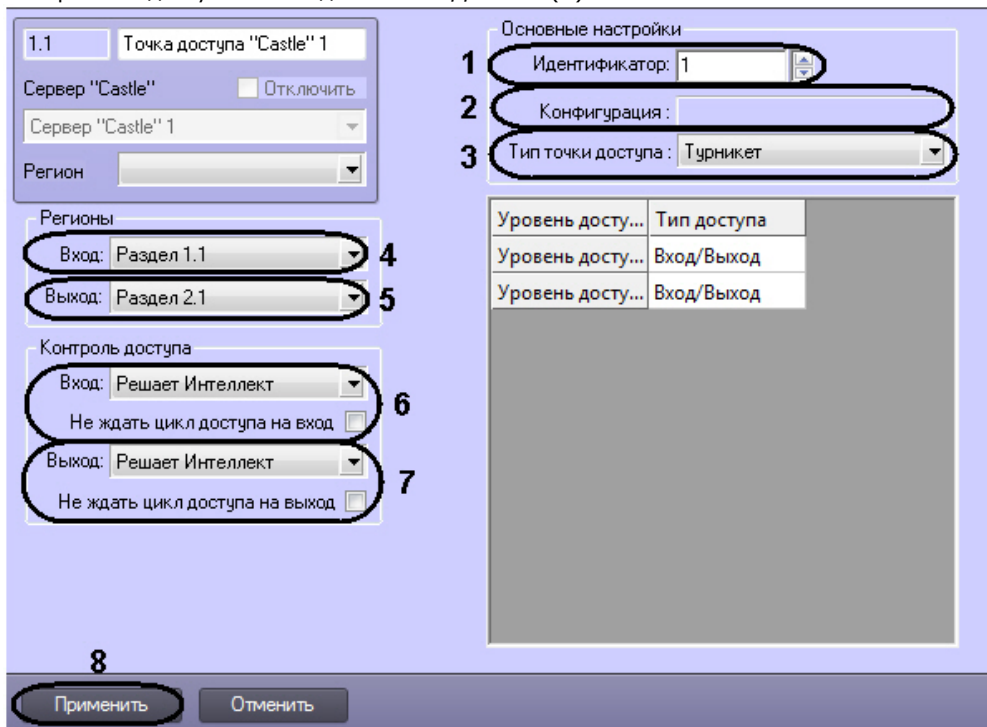 1.1 Точка доступа "Castle" 1
Сервер "Castle" Отключить
Сервер "Castle" 1
Регион
Регионы
Вход: Раздел 1.1 4
Выход: Раздел 2.1 5
Контроль доступа
Вход: Решает Интеллект
Не ждать цикл доступа на вход 6
Выход: Решает Интеллект
Не ждать цикл доступа на выход 7
Основные настройки
1 Идентификатор: 1
2 Конфигурация :
3 Тип точки доступа : Турникет
Уровень досту... Тип доступа
Уровень досту... Вход/Выход
Уровень досту... Вход/Выход
8
Применить Отменить